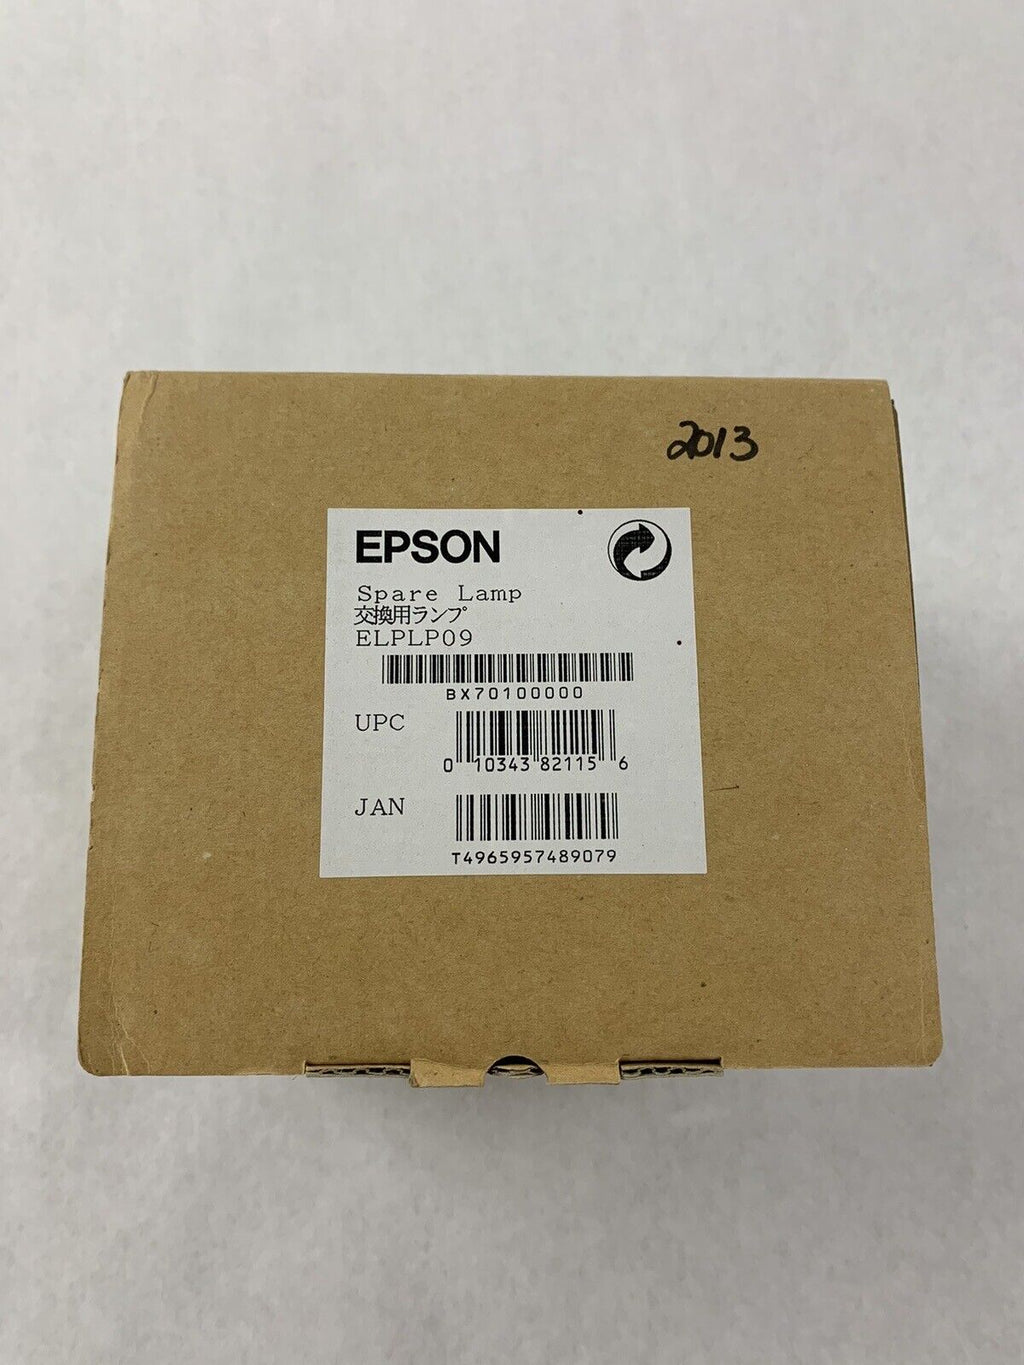 2013
EPSON
Spare Lamp
交換用ランプ
ELPLP09
BX70100000
UPC
0 10343 82115 6
JAN
T4965957489079